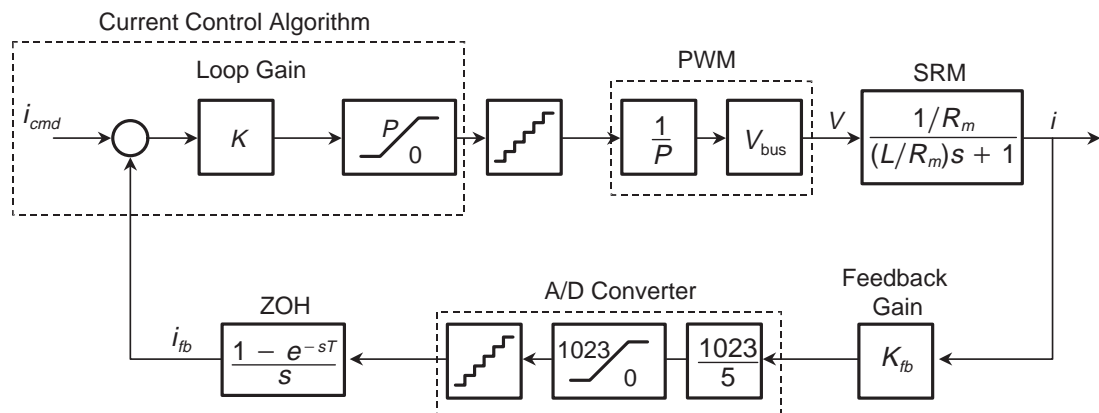 Current Control Algorithm
Loop Gain
PWM
SRM
i_cmd
K
P
0
1/P
V_bus
V
1/R_m
(L/R_m)s + 1
i
Feedback
Gain
A/D Converter
ZOH
i_fb
1 − e^{−sT}
s
1023
0
1023
5
K_fb